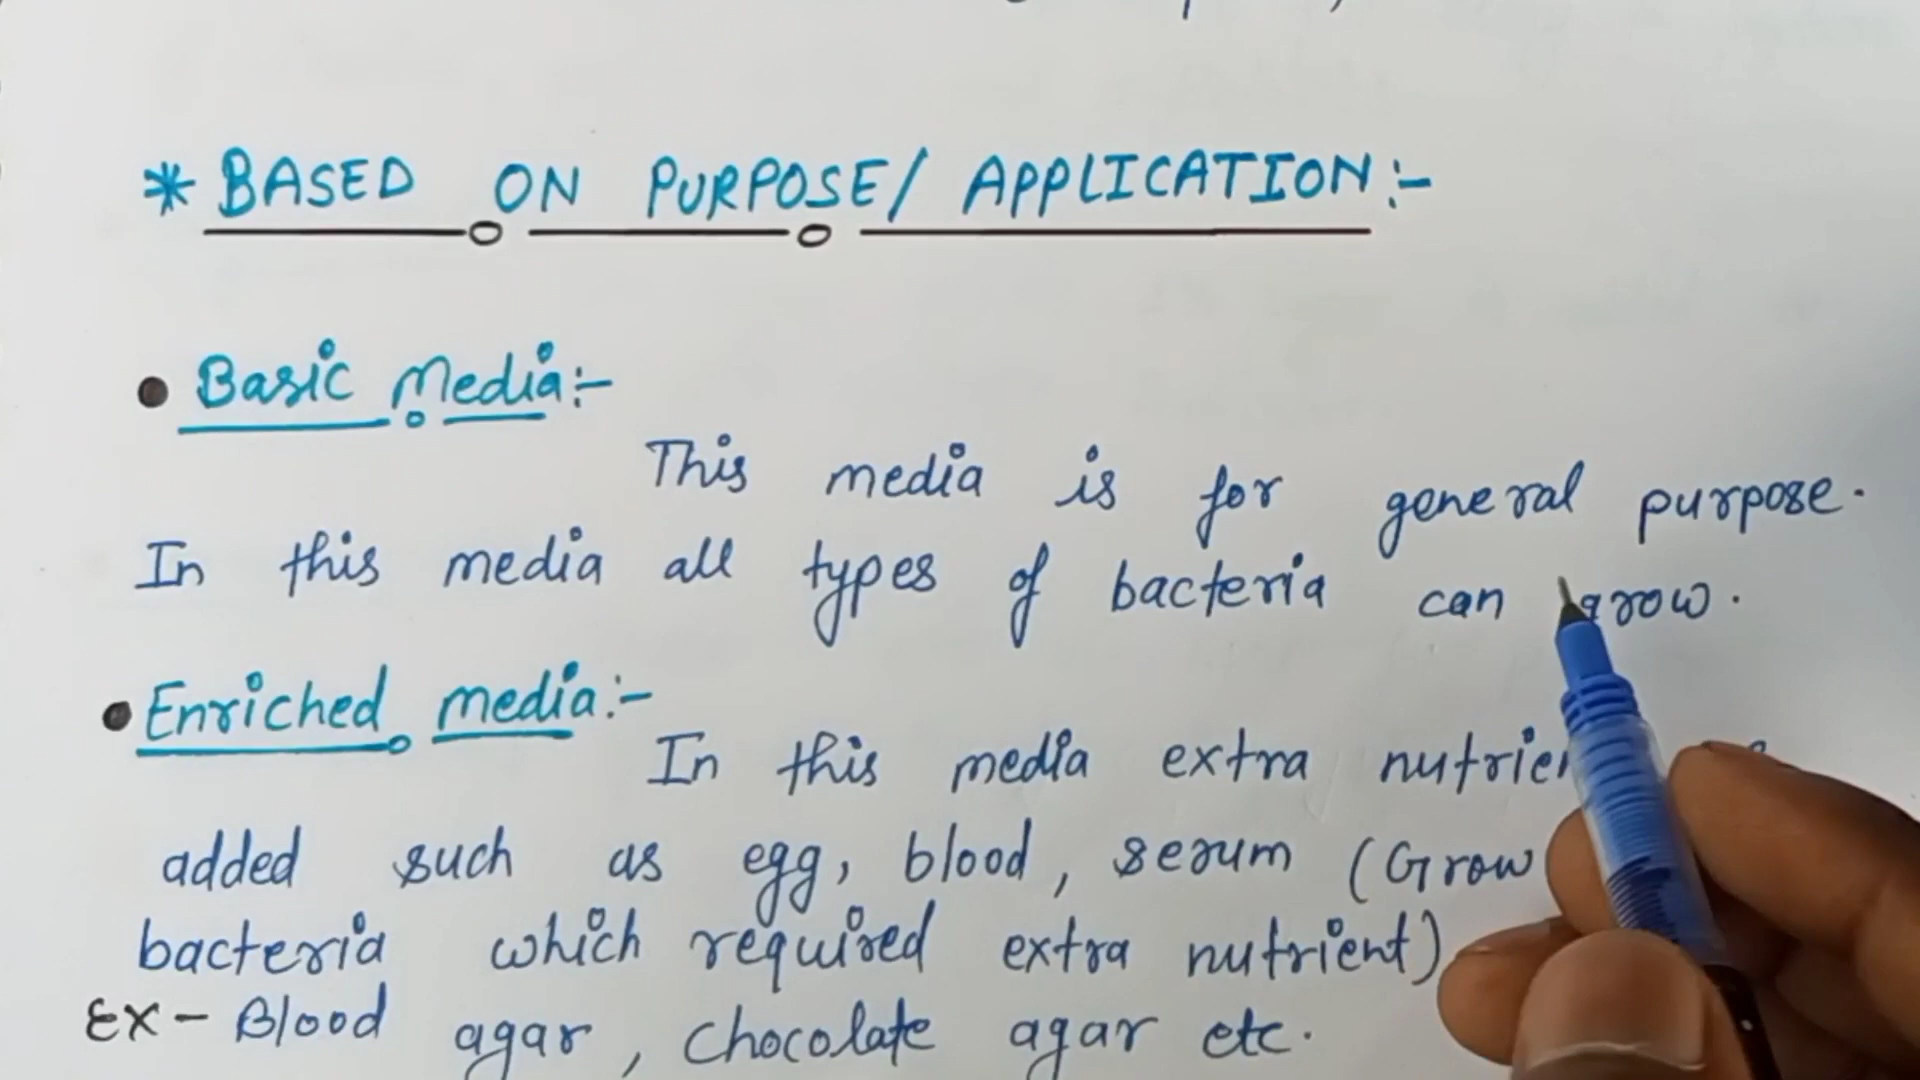 * BASED ON PURPOSE/ APPLICATION:-
• Basic Media:-
This media is for general purpose.
In this media all types of bacteria can grow.
• Enriched media:-
In this media extra
added such as egg, blood, serum (Grow
bacteria which required extra nutrient)
Ex - Blood agar, chocolate agar etc.